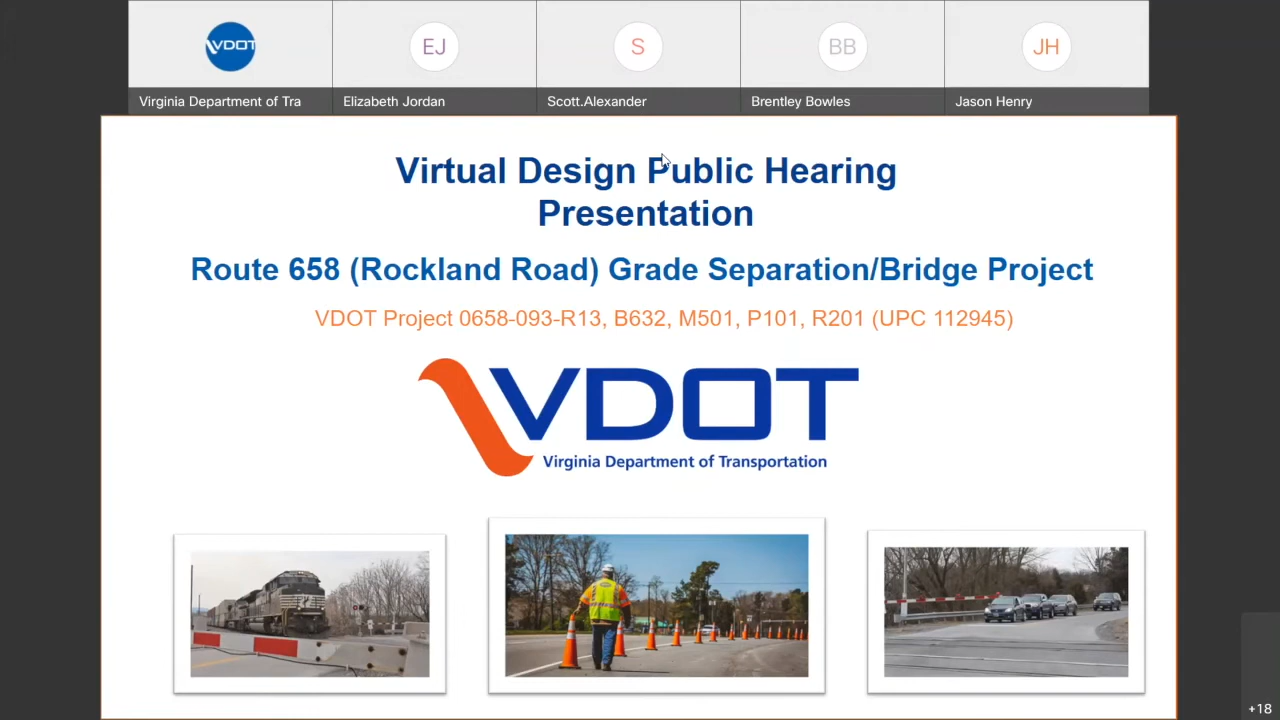 VDOT
EJ
S
BB
JH
Virginia Department of Tra
Elizabeth Jordan
Scott.Alexander
Brentley Bowles
Jason Henry
Virtual Design Public Hearing
Presentation
Route 658 (Rockland Road) Grade Separation/Bridge Project
VDOT Project 0658-093-R13, B632, M501, P101, R201 (UPC 112945)
VDOT
Virginia Department of Transportation
+18